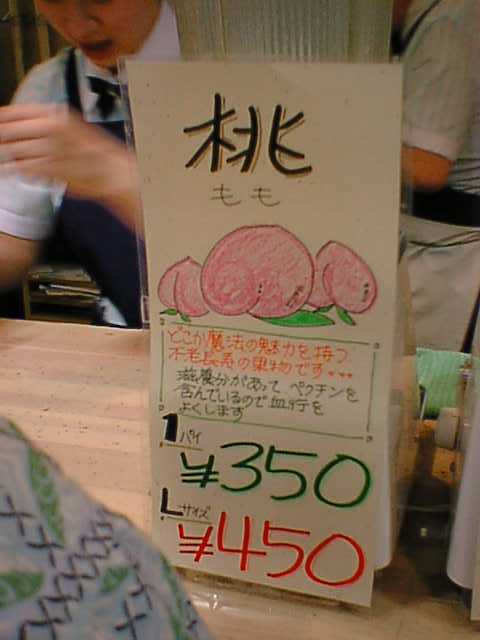 桃
もも
どこか魔法の魅力を持つ
不老長寿の果物です・・・
滋養分があって ペクチンを
含んでいるので血行を
よくします
1パイ
¥350
Lサイズ
¥450